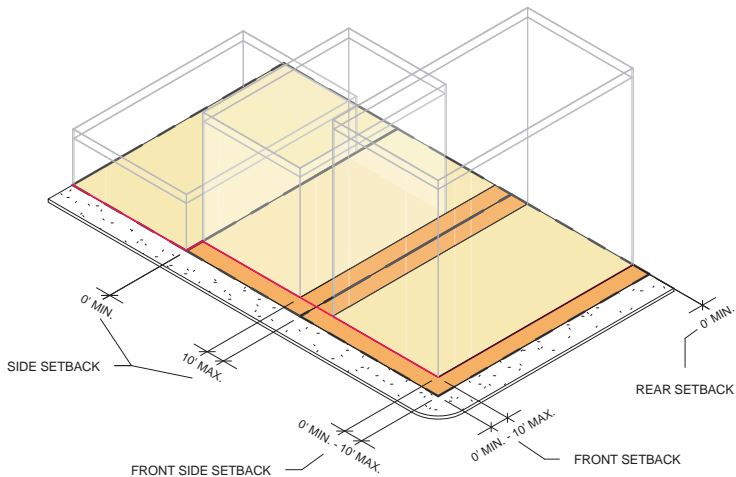 0' MIN.
SIDE SETBACK
10' MAX.
0' MIN. - 10' MAX.
FRONT SIDE SETBACK
0' MIN. - 10' MAX.
FRONT SETBACK
0' MIN.
REAR SETBACK